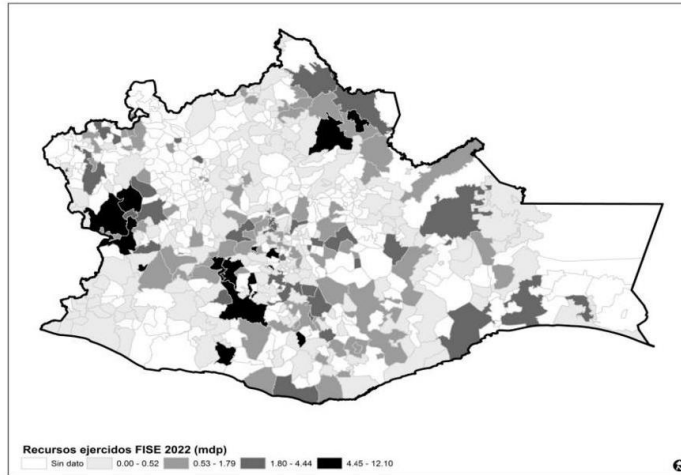 Recursos ejercidos FISE 2022 (mdp)
Sin dato 0.00 - 0.52 0.53 - 1.79 1.80 - 4.44 4.45 - 12.10